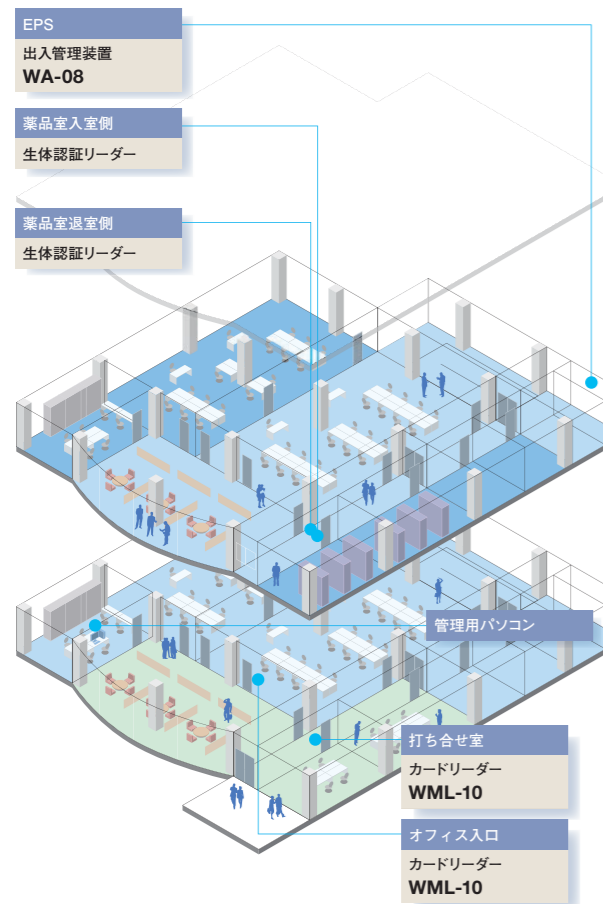 EPS
出入管理装置
WA-08
薬品室入室側
生体認証リーダー
薬品室退室側
生体認証リーダー
管理用パソコン
打ち合せ室
カードリーダー
WML-10
オフィス入口
カードリーダー
WML-10